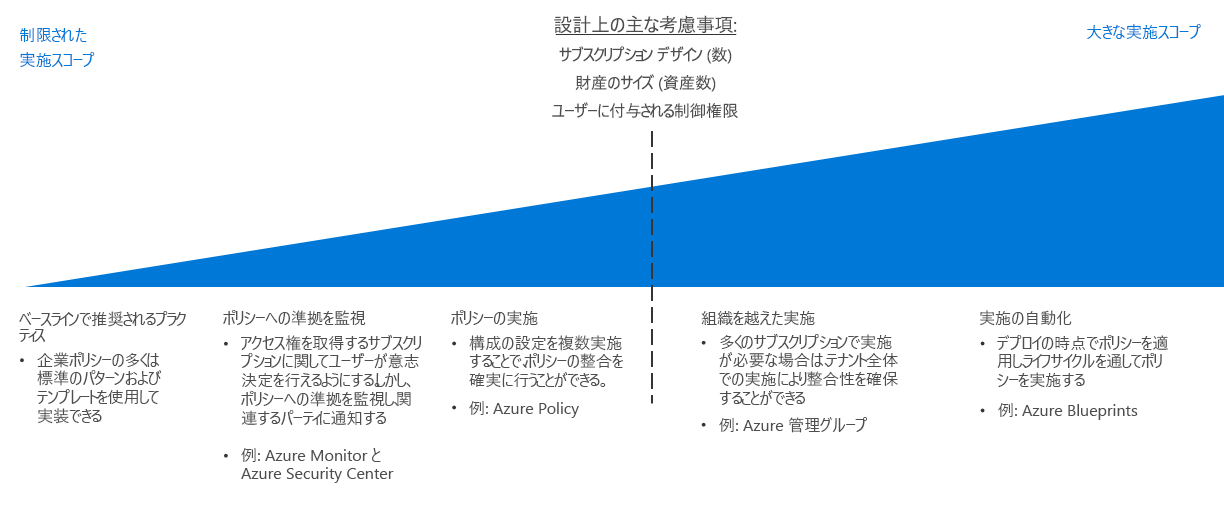 制限された
実施スコープ
設計上の主な考慮事項:
サブスクリプション デザイン (数)
財産のサイズ (資産数)
ユーザーに付与される制御権限
大きな実施スコープ
ベースラインで推奨されるプラク
ティス
• 企業ポリシーの多くは
標準のパターンおよび
テンプレートを使用して
実装できる
ポリシーへの準拠を監視
• アクセス権を取得するサブスクリ
プションに関してユーザーが意志
決定を行えるようにするしかし、
ポリシーへの準拠を監視し、関
連するパーティに通知する
• 例: Azure Monitor と
Azure Security Center
ポリシーの実施
• 構成の設定を複数実施
することで、ポリシーの整合を
確実に行うことができる。
• 例: Azure Policy
組織を越えた実施
• 多くのサブスクリプションで実施
が必要な場合は、テナント全体
での実施により整合性を確保
することができる
• 例: Azure 管理グループ
実施の自動化
• デプロイの時点でポリシーを適
用し、ライフサイクルを通してポリ
シーを実施する
• 例: Azure Blueprints